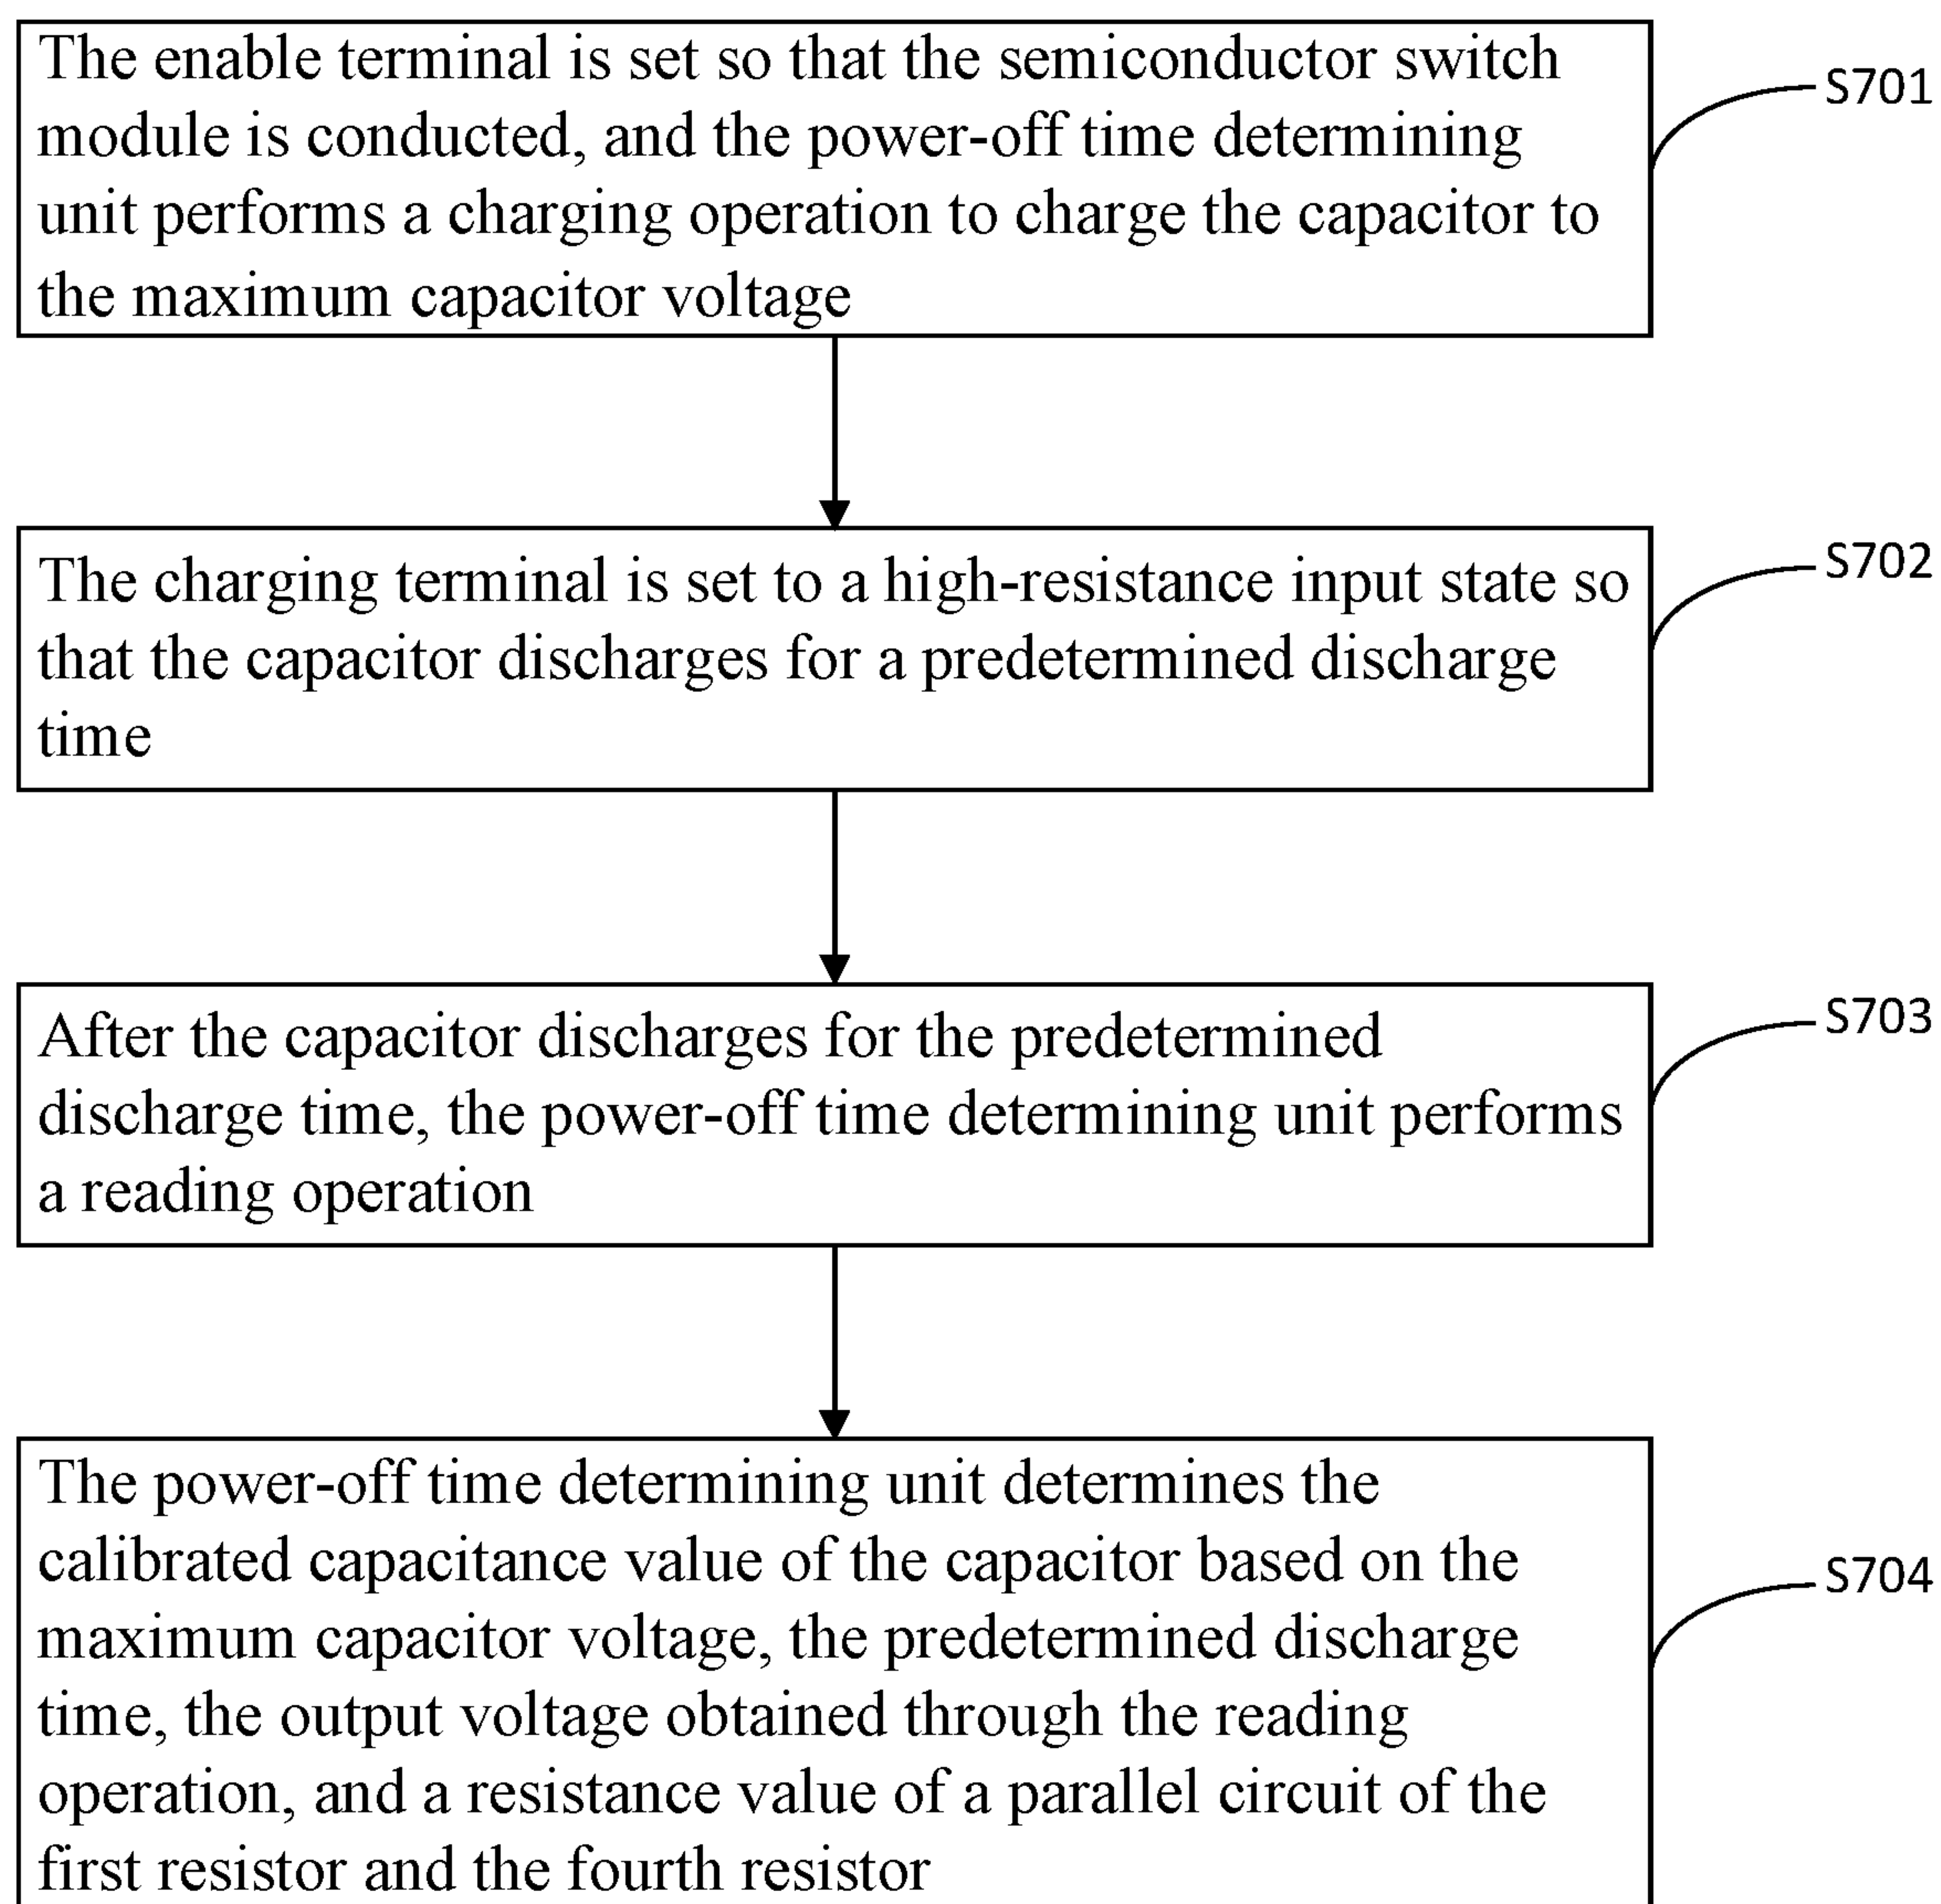 The enable terminal is set so that the semiconductor switch
module is conducted, and the power-off time determining
unit performs a charging operation to charge the capacitor to
the maximum capacitor voltage
S701
The charging terminal is set to a high-resistance input state so
that the capacitor discharges for a predetermined discharge
time
S702
After the capacitor discharges for the predetermined
discharge time, the power-off time determining unit performs
a reading operation
S703
The power-off time determining unit determines the
calibrated capacitance value of the capacitor based on the
maximum capacitor voltage, the predetermined discharge
time, the output voltage obtained through the reading
operation, and a resistance value of a parallel circuit of the
first resistor and the fourth resistor
S704